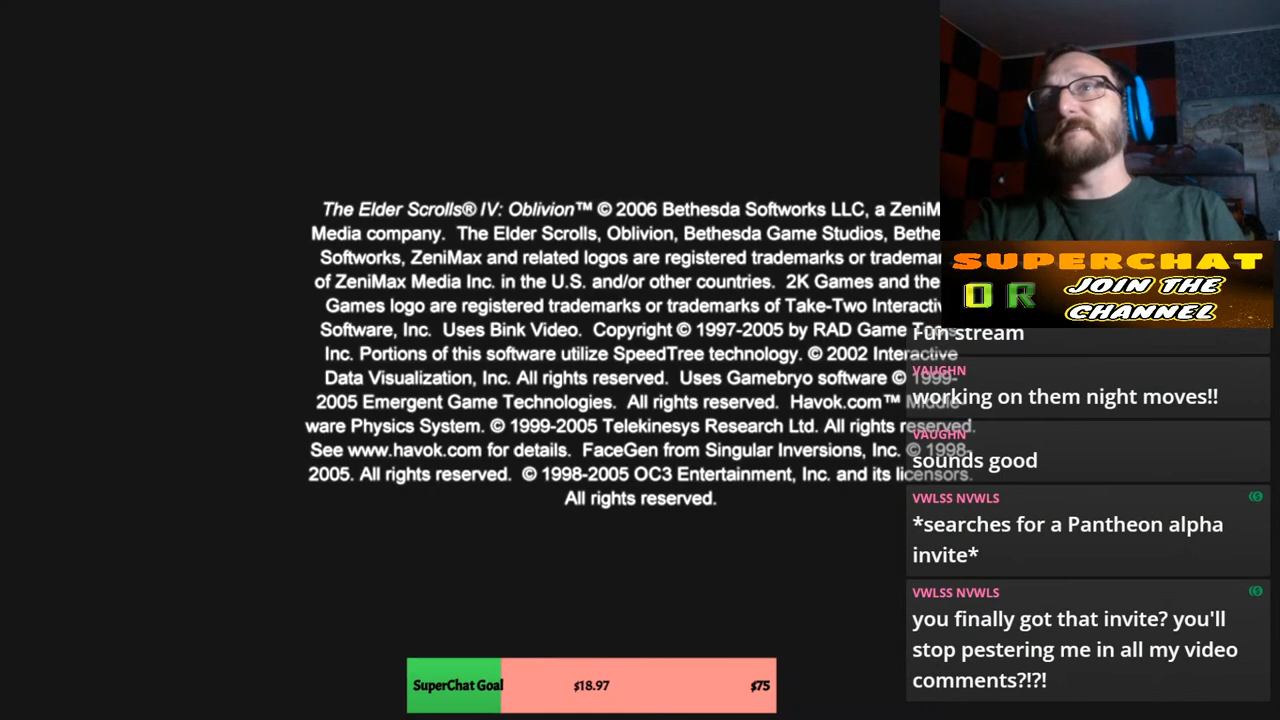 The Elder Scrolls® IV: Oblivion™ © 2006 Bethesda Softworks LLC, a ZeniM
Media company. The Elder Scrolls, Oblivion, Bethesda Game Studios, Bethe
Softworks, ZeniMax and related logos are registered trademarks or trademar
of ZeniMax Media Inc. in the U.S. and/or other countries. 2K Games and the
Games logo are registered trademarks or trademarks of Take-Two Interactiv
Software, Inc. Uses Bink Video. Copyright © 1997-2005 by RAD Game Tools
Inc. Portions of this software utilize SpeedTree technology. © 2002 Interactive
Data Visualization, Inc. All rights reserved. Uses Gamebryo software © 1999-
2005 Emergent Game Technologies. All rights reserved. Havok.com™ Middle
ware Physics System. © 1999-2005 Telekinesys Research Ltd. All rights reserved.
See www.havok.com for details. FaceGen from Singular Inversions, Inc. © 1998-
2005. All rights reserved. © 1998-2005 OC3 Entertainment, Inc. and its licensors.
All rights reserved.
SUPERCHAT
OR
JOIN THE
CHANNEL
Fun stream
VAUGHN
working on them night moves!!
VAUGHN
sounds good
VWLSS NVWLS
*searches for a Pantheon alpha
invite*
VWLSS NVWLS
you finally got that invite? you'll
stop pestering me in all my video
comments?!?!
SuperChat Goal $18.97 $75